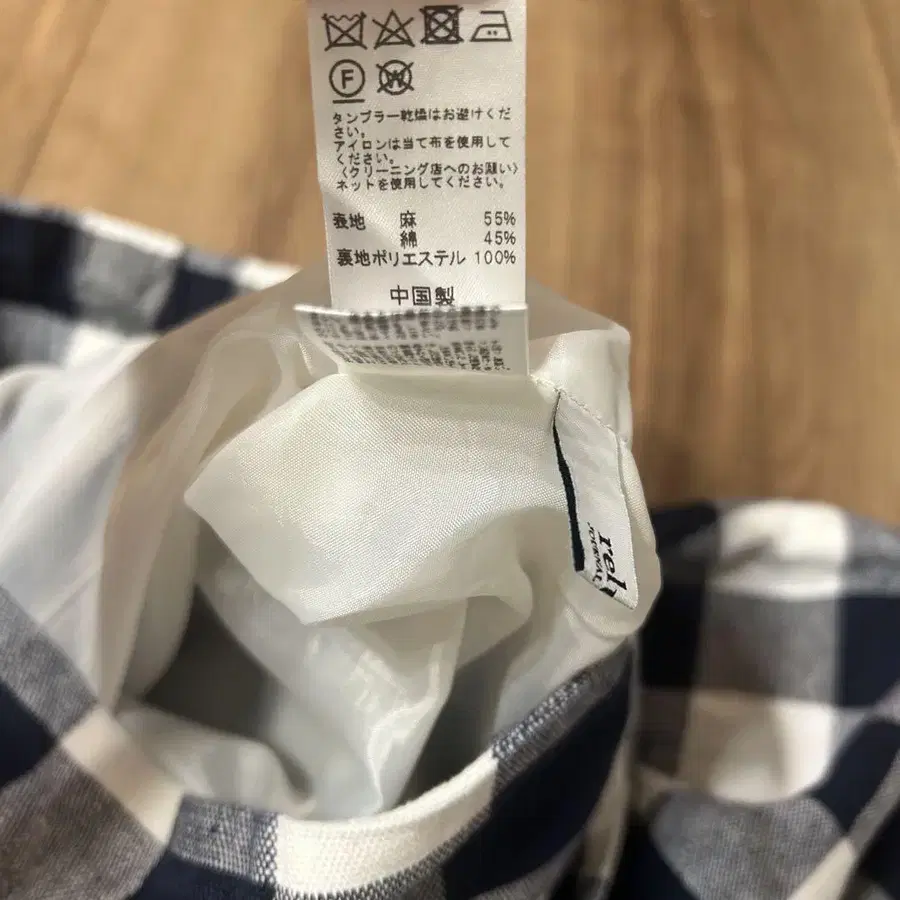 F
W
タンブラー乾燥はお避けくだ
さい。
アイロンは当て布を使用して
ください。
〈クリーニング店へのお願い〉
ネットを使用してください。
表地 麻 55%
綿 45%
裏地ポリエステル 100%
中国製
rel
JOURNAL